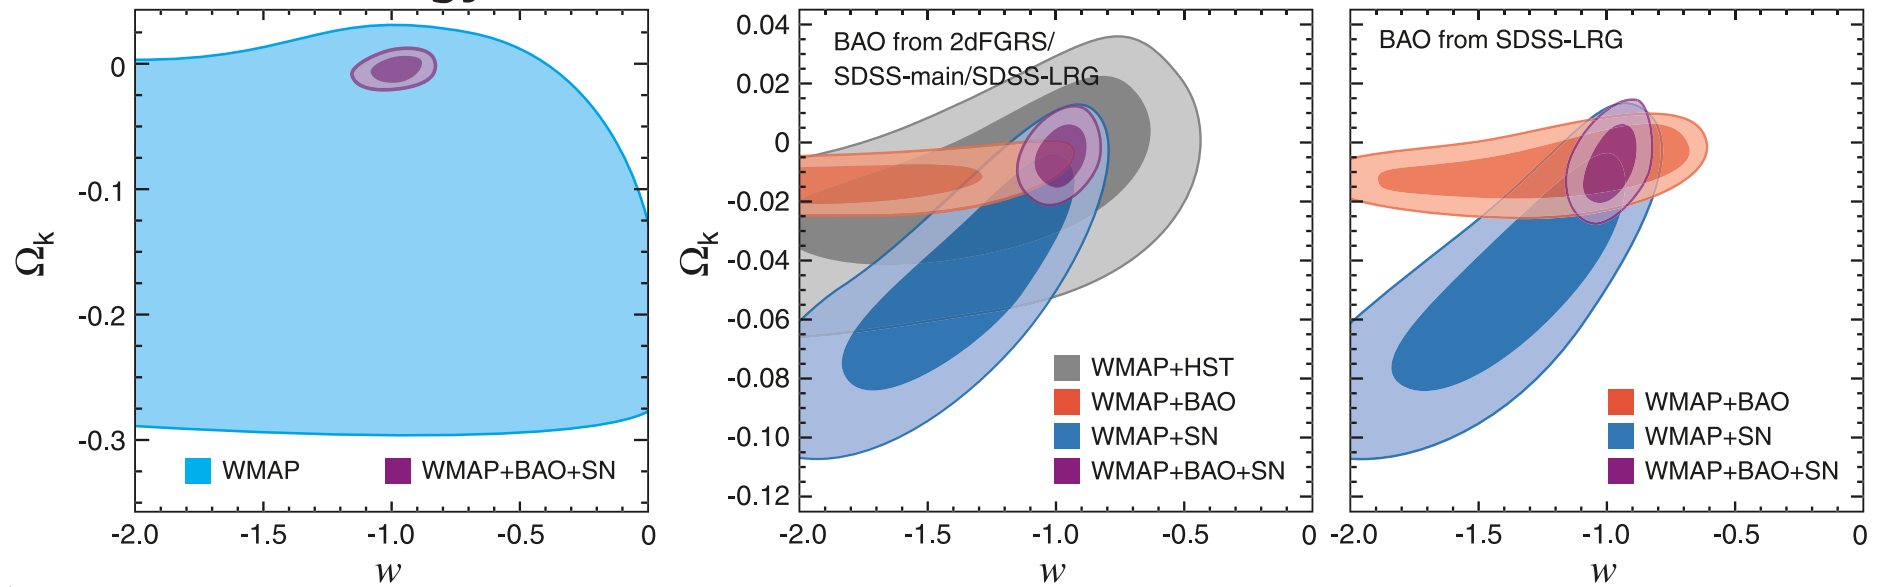 0
-0.1
-0.2
-0.3
Ωk
WMAP
WMAP+BAO+SN
-2.0 -1.5 -1.0 -0.5 0
w
0.04
0.02
0
-0.02
-0.04
-0.06
-0.08
-0.10
-0.12
Ωk
BAO from 2dFGRS/
SDSS-main/SDSS-LRG
WMAP+HST
WMAP+BAO
WMAP+SN
WMAP+BAO+SN
-2.0 -1.5 -1.0 -0.5 0
w
BAO from SDSS-LRG
WMAP+BAO
WMAP+SN
WMAP+BAO+SN
-2.0 -1.5 -1.0 -0.5 0
w